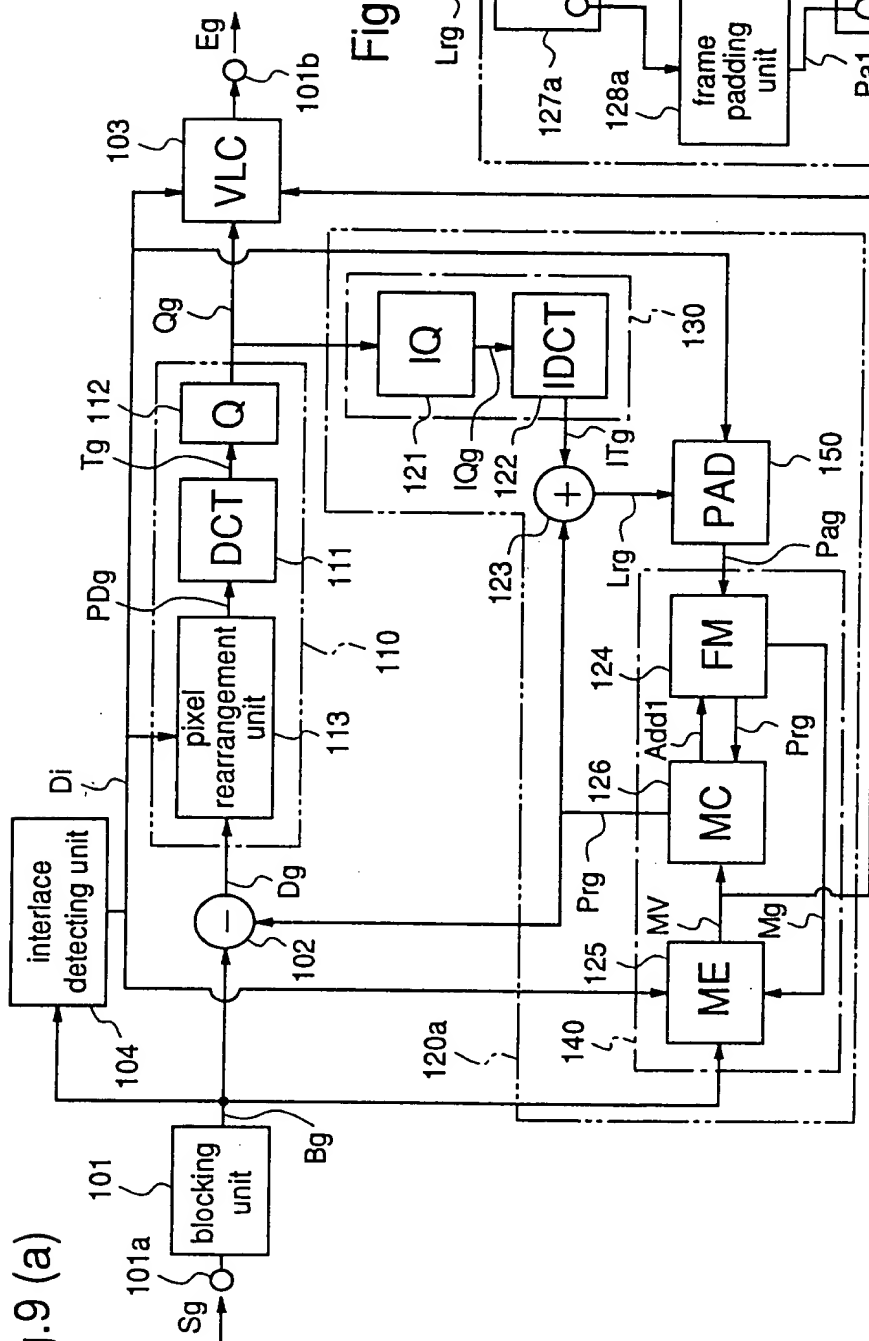 g.9 (a)
Sg
101a
101
blocking
unit
Bg
104
interlace
detecting unit
Di
102
Dg
pixel
rearrangement
unit
113
110
PDg
DCT
111
Tg
Q
112
Qg
VLC
103
101b
Eg
120a
130
IQ
121
IQg
IDCT
122
ITg
123
Lrg
PAD
150
Pag
140
ME
125
MV
MC
126
Prg
Add1
FM
124
Prg
Mg
Fig
Lrg
127a
128a
frame
padding
unit
Pa1